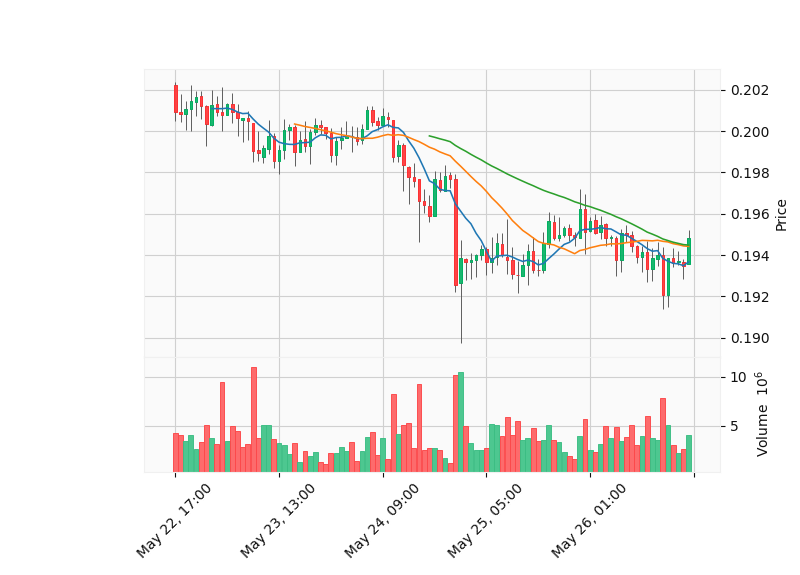 0.202
0.200
0.198
0.196
0.194
0.192
0.190
Price
10
5
Volume 10^6
May 22, 17:00
May 23, 13:00
May 24, 09:00
May 25, 05:00
May 26, 01:00